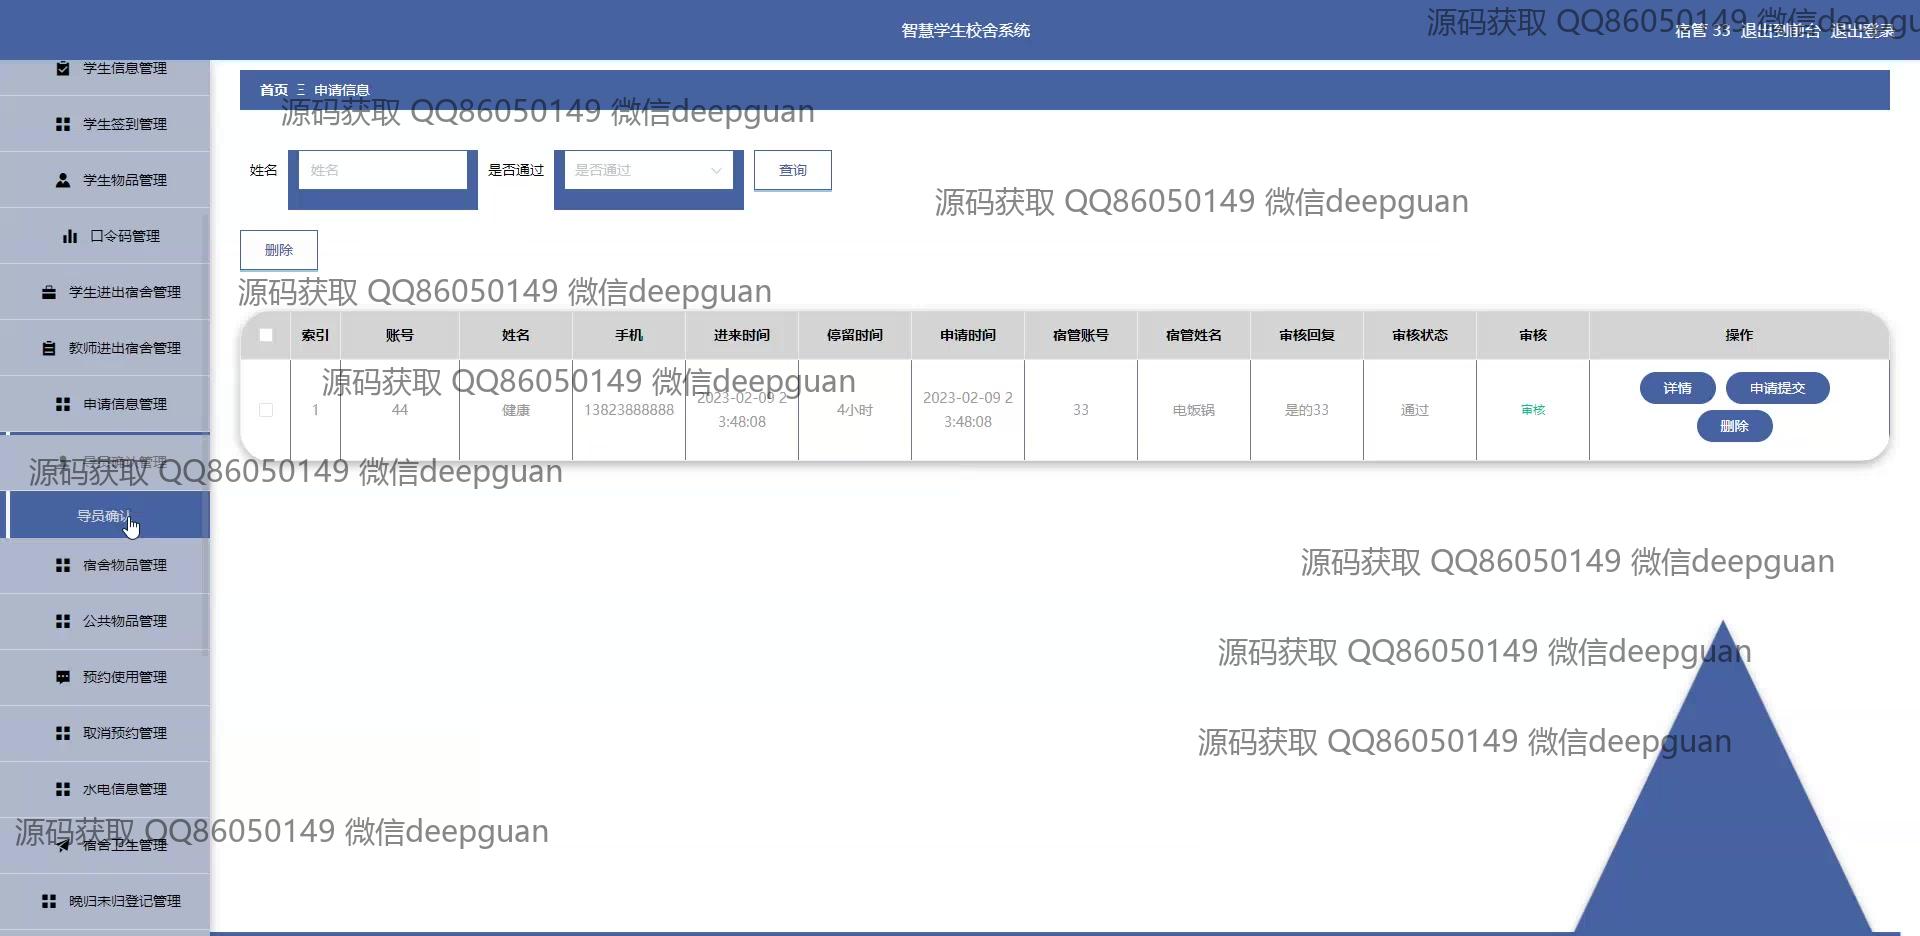 智慧学生校舍系统
源码获取 QQ86050149 微信deepgu
宿管 33 退出到前台 退出登录
学生信息管理
学生签到管理
学生物品管理
口令码管理
学生进出宿舍管理
教师进出宿舍管理
申请信息管理
导员确认管理
导员确认
宿舍物品管理
公共物品管理
预约使用管理
取消预约管理
水电信息管理
宿舍卫生管理
晚归未归登记管理
首页 Ξ 申请信息
源码获取 QQ86050149 微信deepguan
姓名 姓名 是否通过 是否通过 查询
源码获取 QQ86050149 微信deepguan
删除
源码获取 QQ86050149 微信deepguan
索引 账号 姓名 手机 进来时间 停留时间 申请时间 宿管账号 宿管姓名 审核回复 审核状态 审核 操作
源码获取 QQ86050149 微信deepguan
1 44 健康 13823888888 2023-02-09 23:48:08 4小时 2023-02-09 23:48:08 33 电饭锅 是的33 通过 审核 详情 申请提交
删除
源码获取 QQ86050149 微信deepguan
源码获取 QQ86050149 微信deepguan
源码获取 QQ86050149 微信deepguan
源码获取 QQ86050149 微信deepguan
源码获取 QQ86050149 微信deepguan